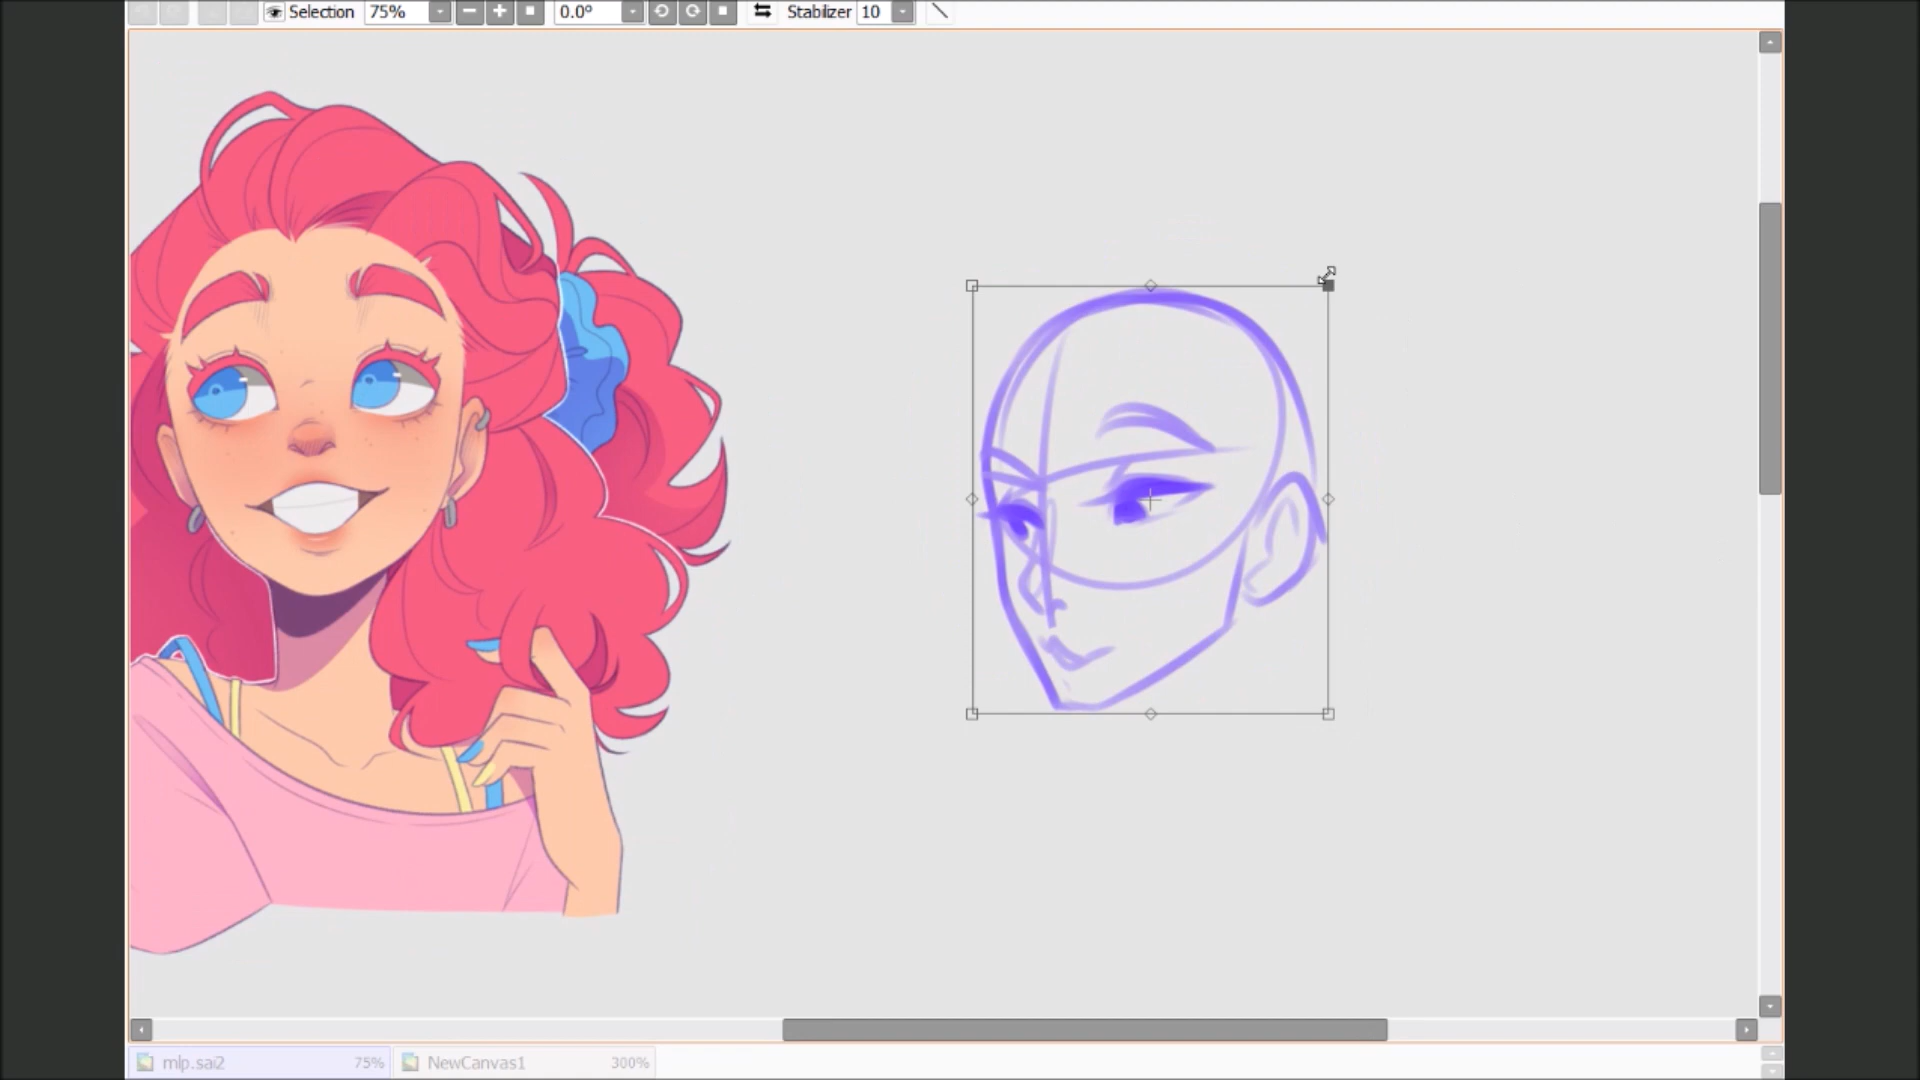 Selection 75% 0.0° Stabilizer 10
mlp.sai2 75% NewCanvas1 300%